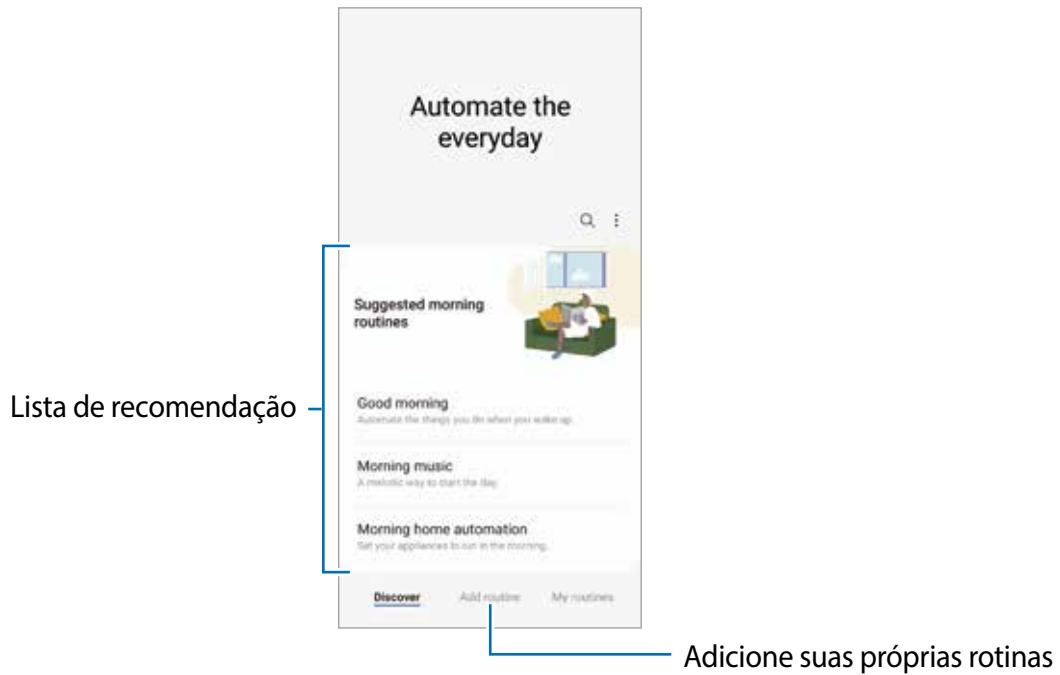 Automate the
everyday
Suggested morning
routines
Lista de recomendação
Good morning
Automate the things you do when you wake up.
Morning music
A melodic way to start the day.
Morning home automation
Set your appliances to run in the morning.
Discover Add routine My routines
Adicione suas próprias rotinas